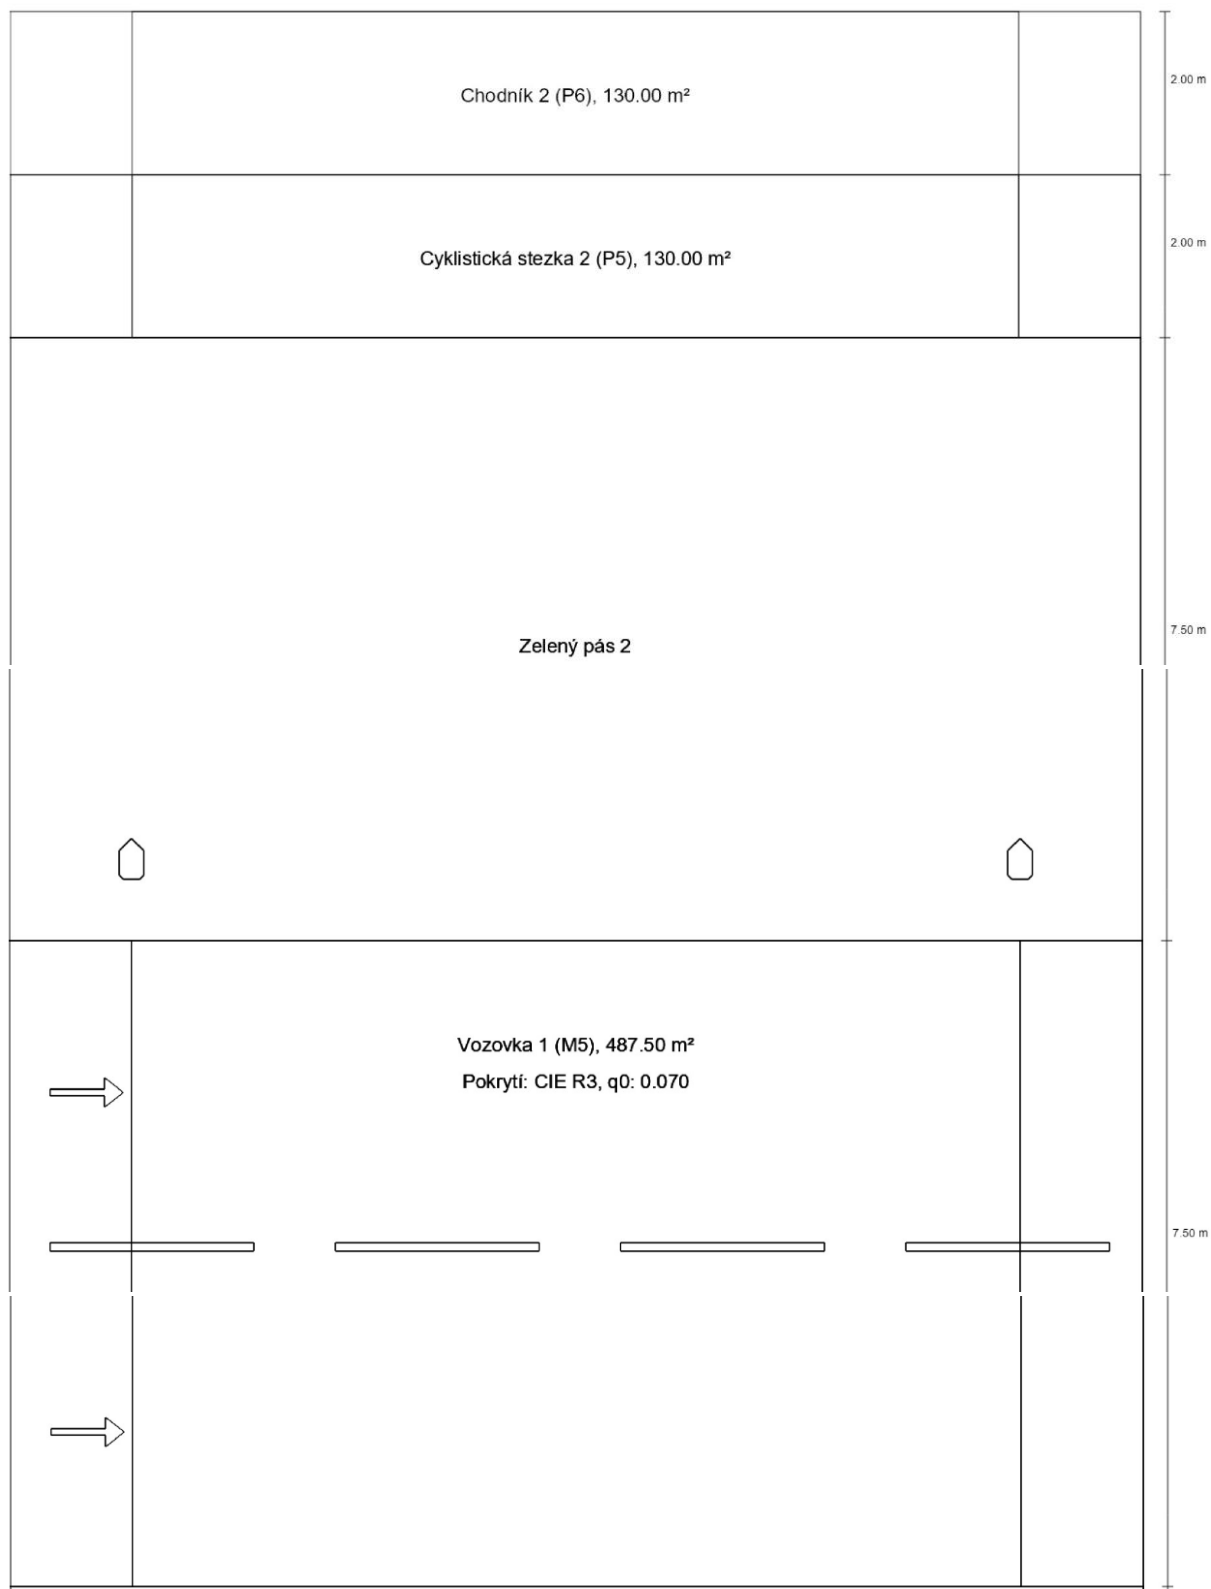 Chodník 2 (P6), 130.00 m²
2.00 m
Cyklistická stezka 2 (P5), 130.00 m²
2.00 m
Zelený pás 2
7.50 m
Vozovka 1 (M5), 487.50 m²
Pokrytí: CIE R3, q0: 0.070
7.50 m